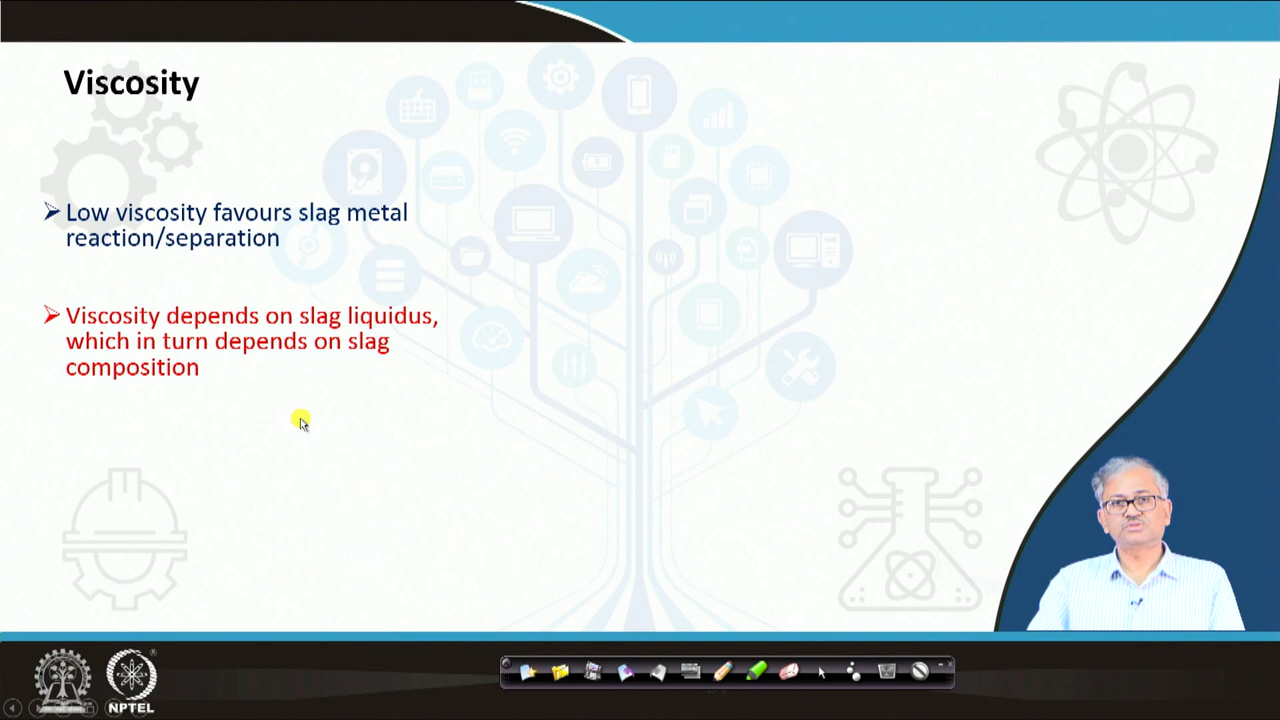 Viscosity
Low viscosity favours slag metal
reaction/separation
Viscosity depends on slag liquidus,
which in turn depends on slag
composition
NPTEL